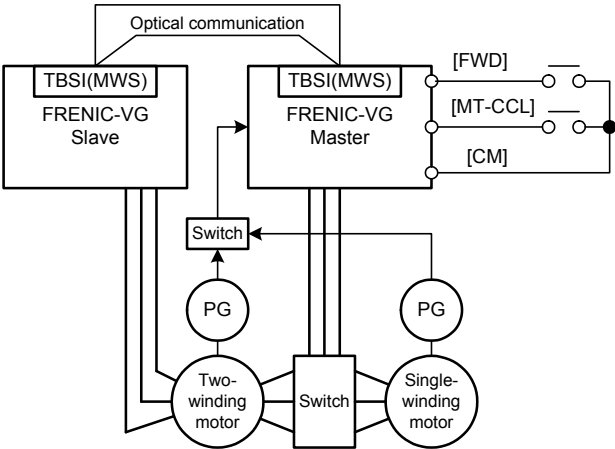 Optical communication
TBSI(MWS)
FRENIC-VG
Slave
TBSI(MWS)
FRENIC-VG
Master
[FWD]
[MT-CCL]
[CM]
Switch
PG
PG
Two-
winding
motor
Switch
Single-
winding
motor